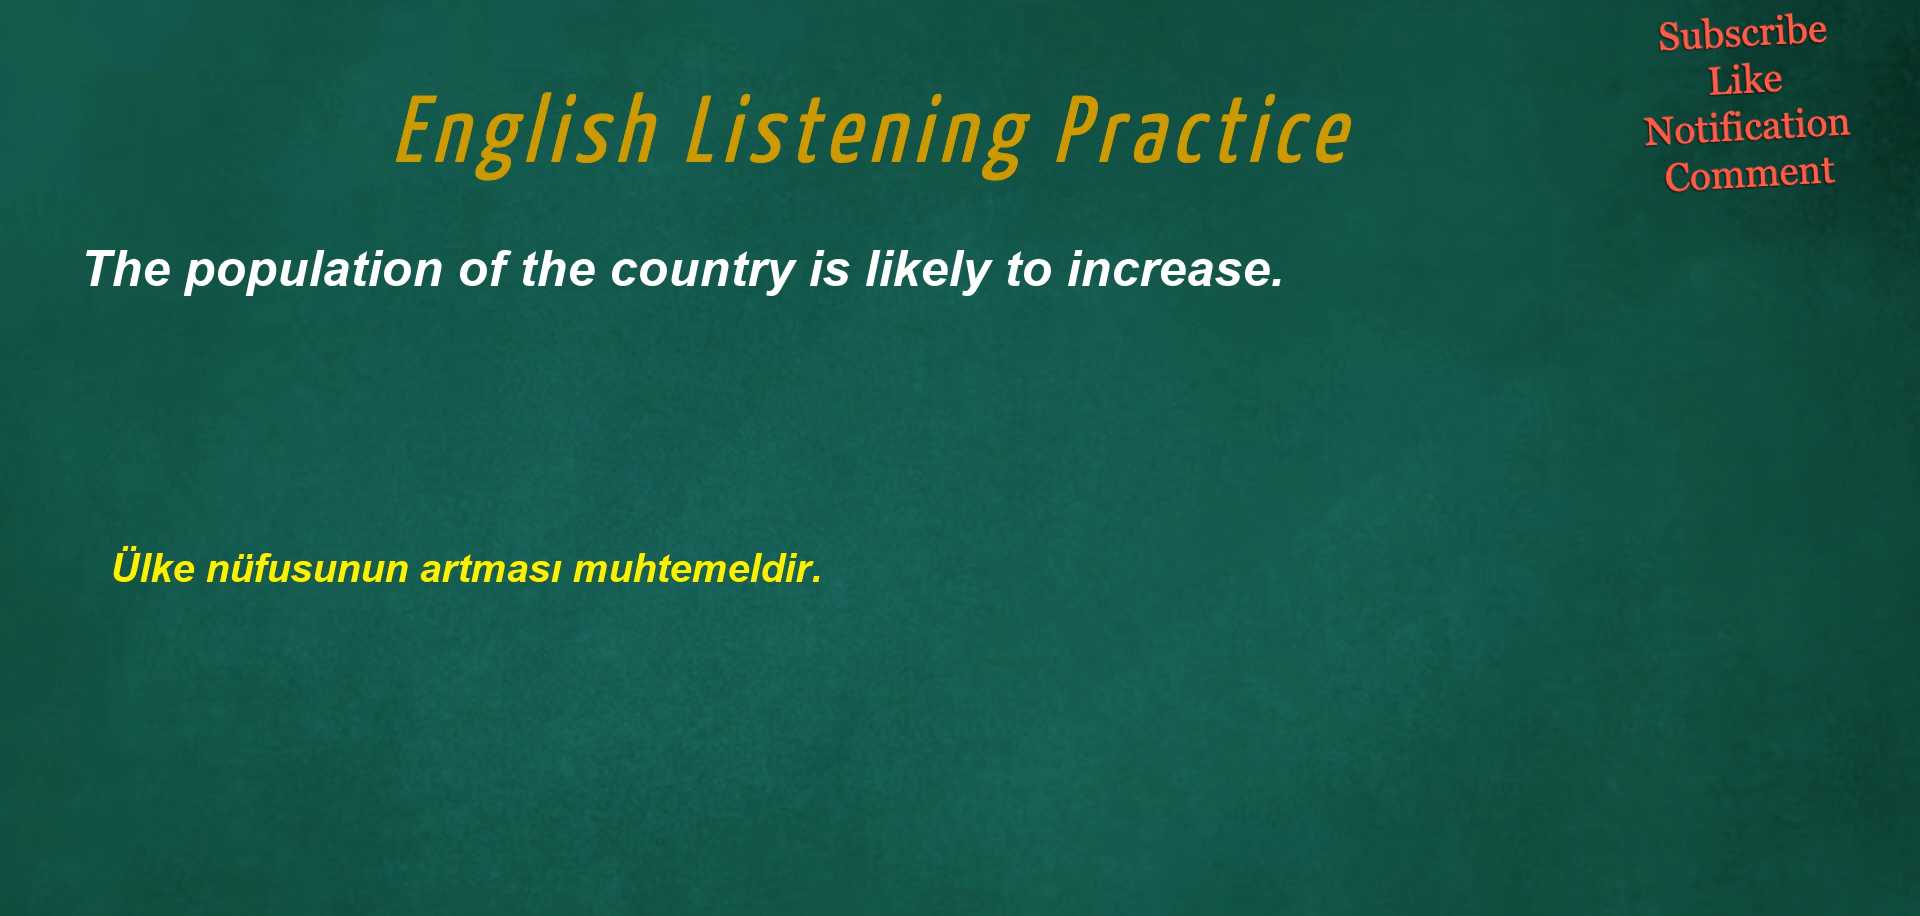 English Listening Practice
Subscribe
Like
Notification
Comment
The population of the country is likely to increase.
Ülke nüfusunun artması muhtemeldir.